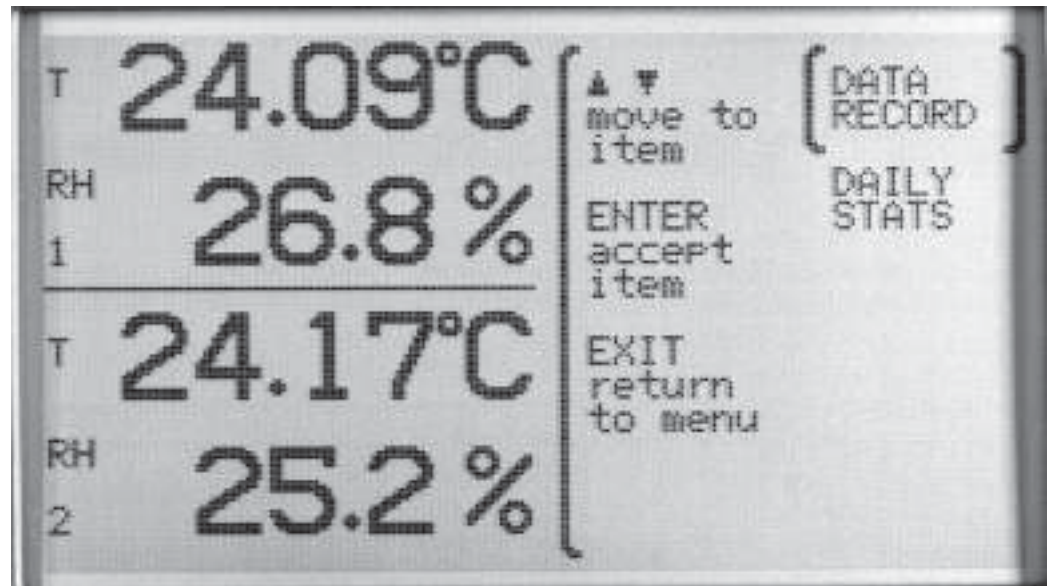 T 24.09°C
RH 26.8 %
1
T 24.17°C
RH 25.2 %
2
▲ ▼
move to
item
ENTER
accept
item
EXIT
return
to menu
DATA
RECORD
DAILY
STATS